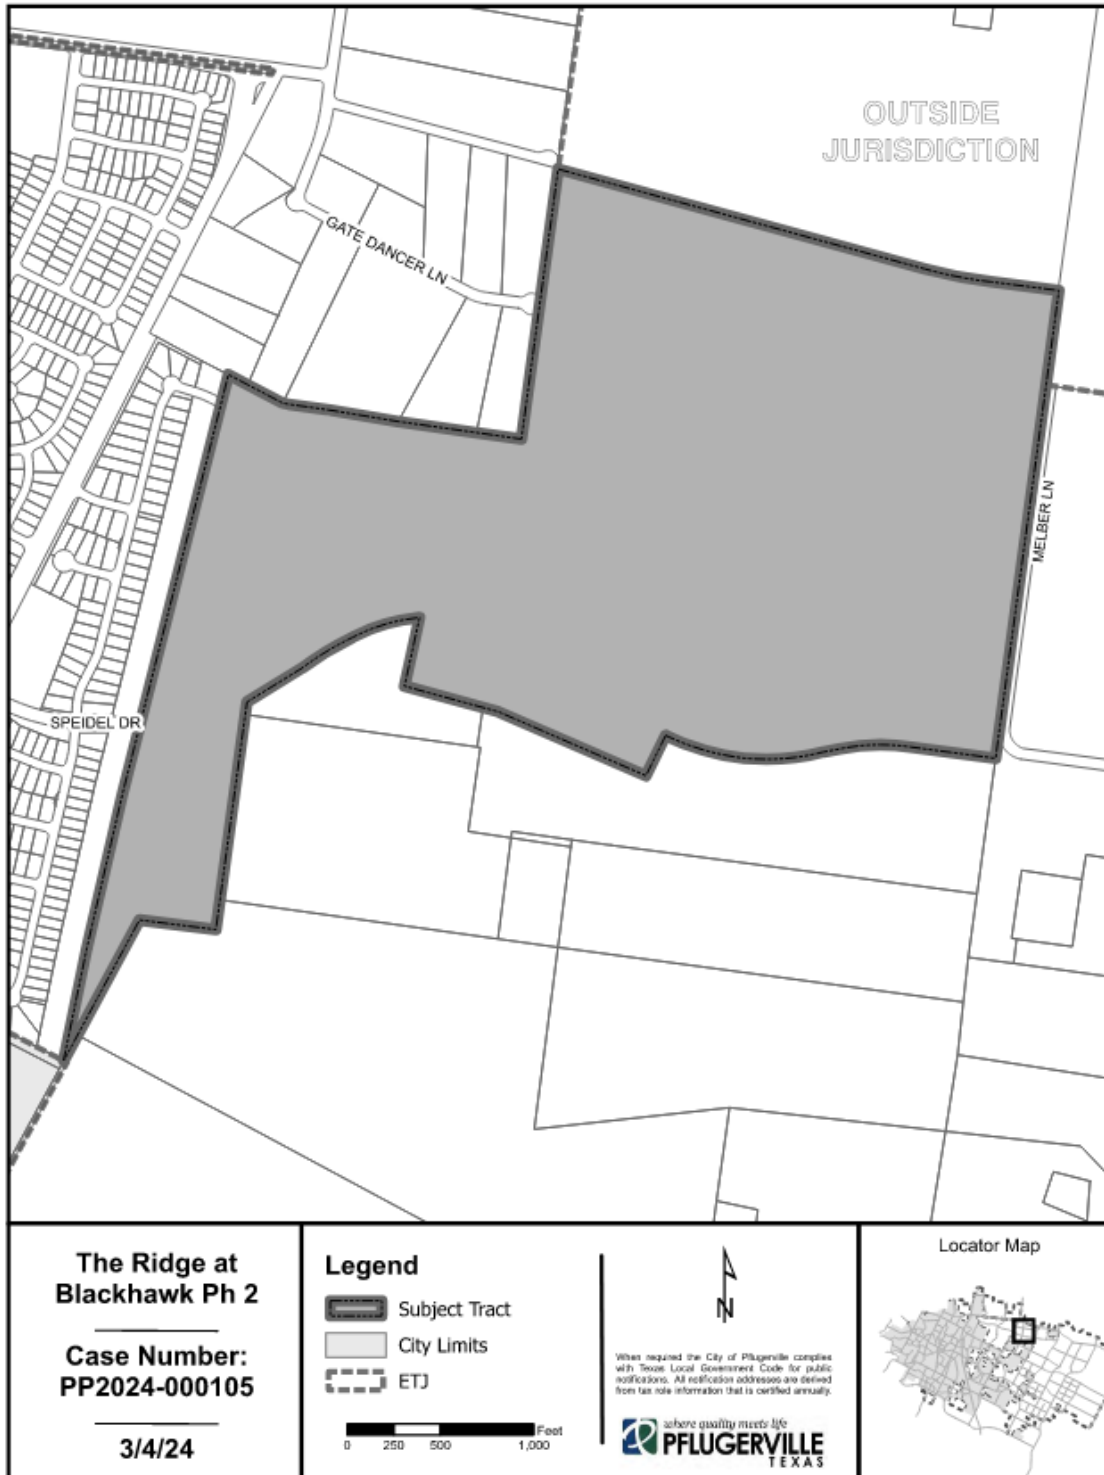 OUTSIDE
JURISDICTION
GATE DANCER LN
MELBER LN
SPEIDEL DR
The Ridge at
Blackhawk Ph 2
Case Number:
PP2024-000105
3/4/24
Legend
Subject Tract
City Limits
ETJ
Feet
0 250 500 1,000
N
When required the City of Pflugerville complies
with Texas Local Government Code for public
notifications. All notification addresses are derived
from tax role information that is certified annually.
where quality meets life
PFLUGERVILLE
TEXAS
Locator Map